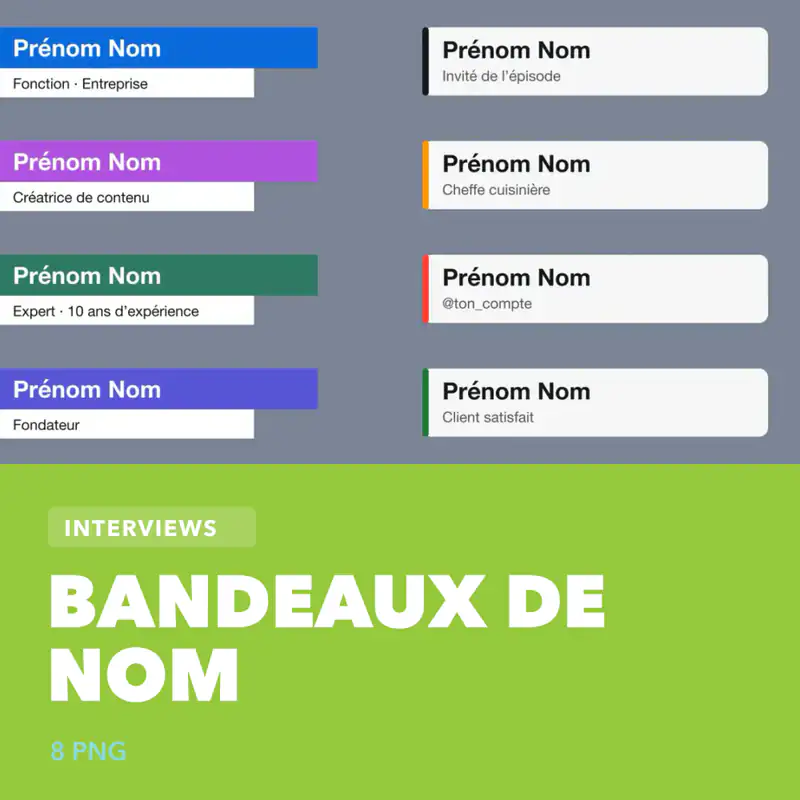 Prénom Nom
Fonction · Entreprise
Prénom Nom
Créatrice de contenu
Prénom Nom
Expert · 10 ans d’expérience
Prénom Nom
Fondateur
Prénom Nom
Invité de l’épisode
Prénom Nom
Cheffe cuisinière
Prénom Nom
@ton_compte
Prénom Nom
Client satisfait
INTERVIEWS
BANDEAUX DE
NOM
8 PNG